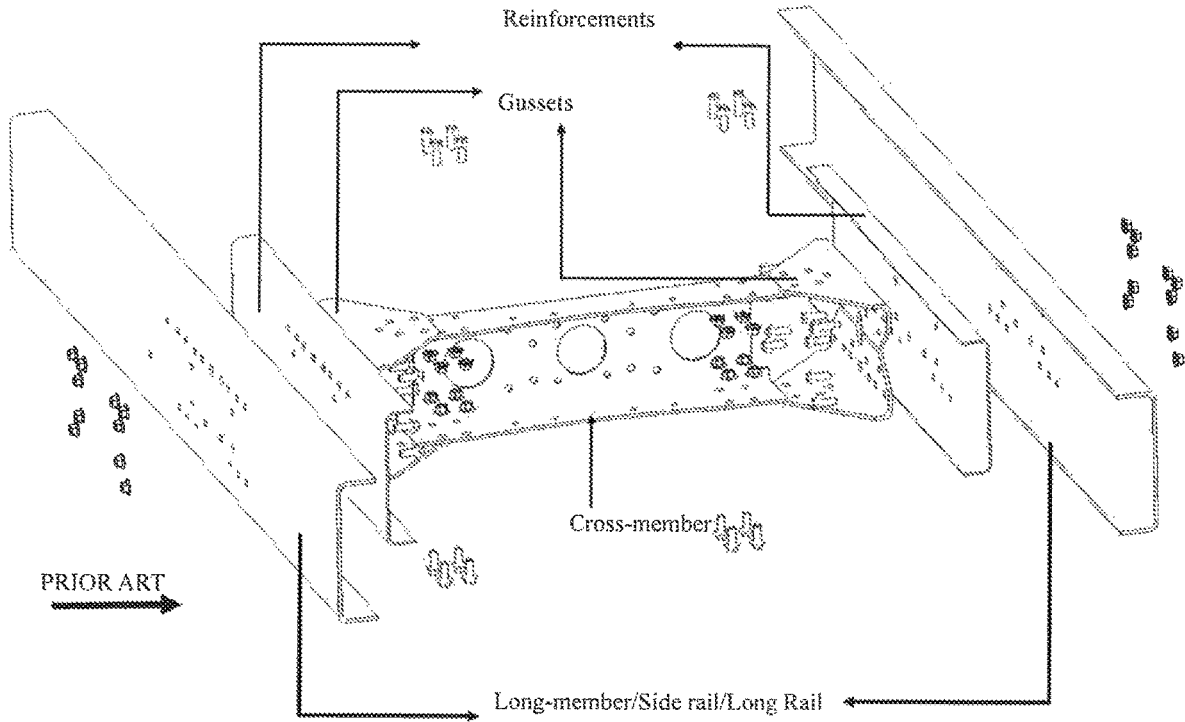 Reinforcements
Gussets
Cross-member
PRIOR ART
Long-member/Side rail/Long Rail